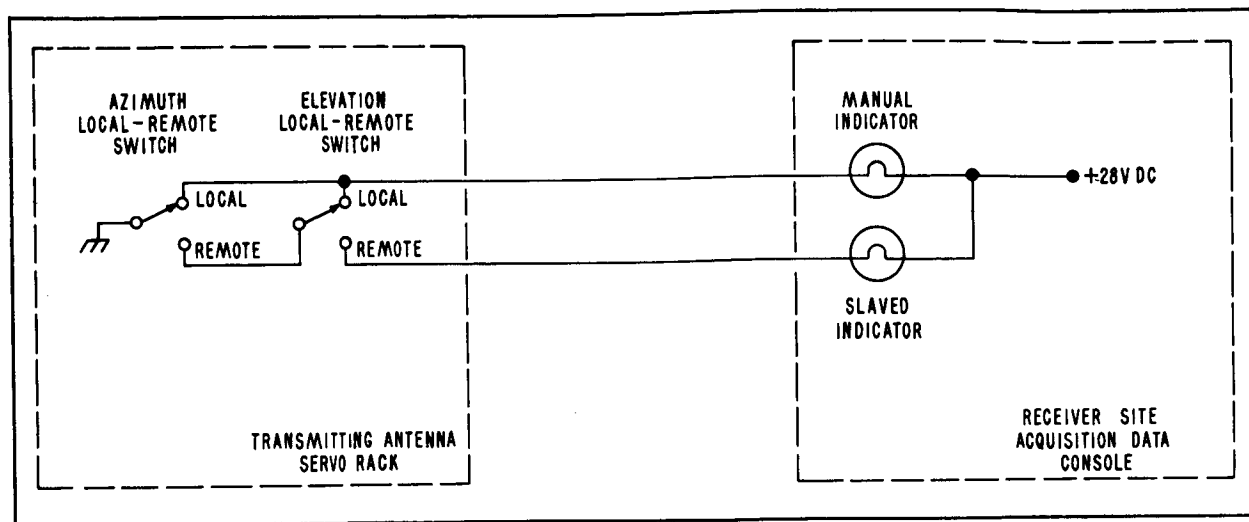 AZIMUTH
LOCAL-REMOTE
SWITCH
ELEVATION
LOCAL-REMOTE
SWITCH
LOCAL
REMOTE
LOCAL
REMOTE
TRANSMITTING ANTENNA
SERVO RACK
MANUAL
INDICATOR
+28V DC
SLAVED
INDICATOR
RECEIVER SITE
ACQUISITION DATA
CONSOLE